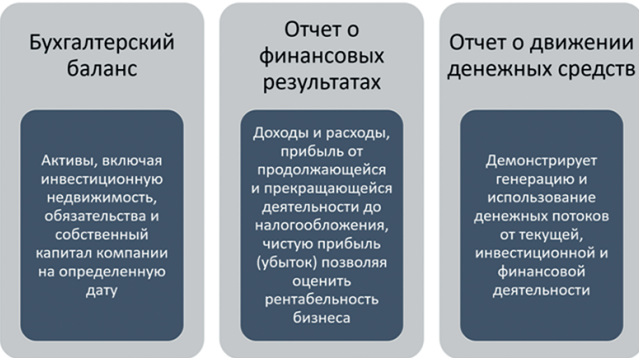 Бухгалтерский
баланс
Активы, включая
инвестиционную
недвижимость,
обязательства и
собственный
капитал компании
на определенную
дату
Отчет о
финансовых
результатах
Доходы и расходы,
прибыль от
продолжающейся
и прекращающейся
деятельности до
налогообложения,
чистую прибыль
(убыток) позволяя
оценить
рентабельность
бизнеса
Отчет о движении
денежных средств
Демонстрирует
генерацию и
использование
денежных потоков
от текущей,
инвестиционной и
финансовой
деятельности